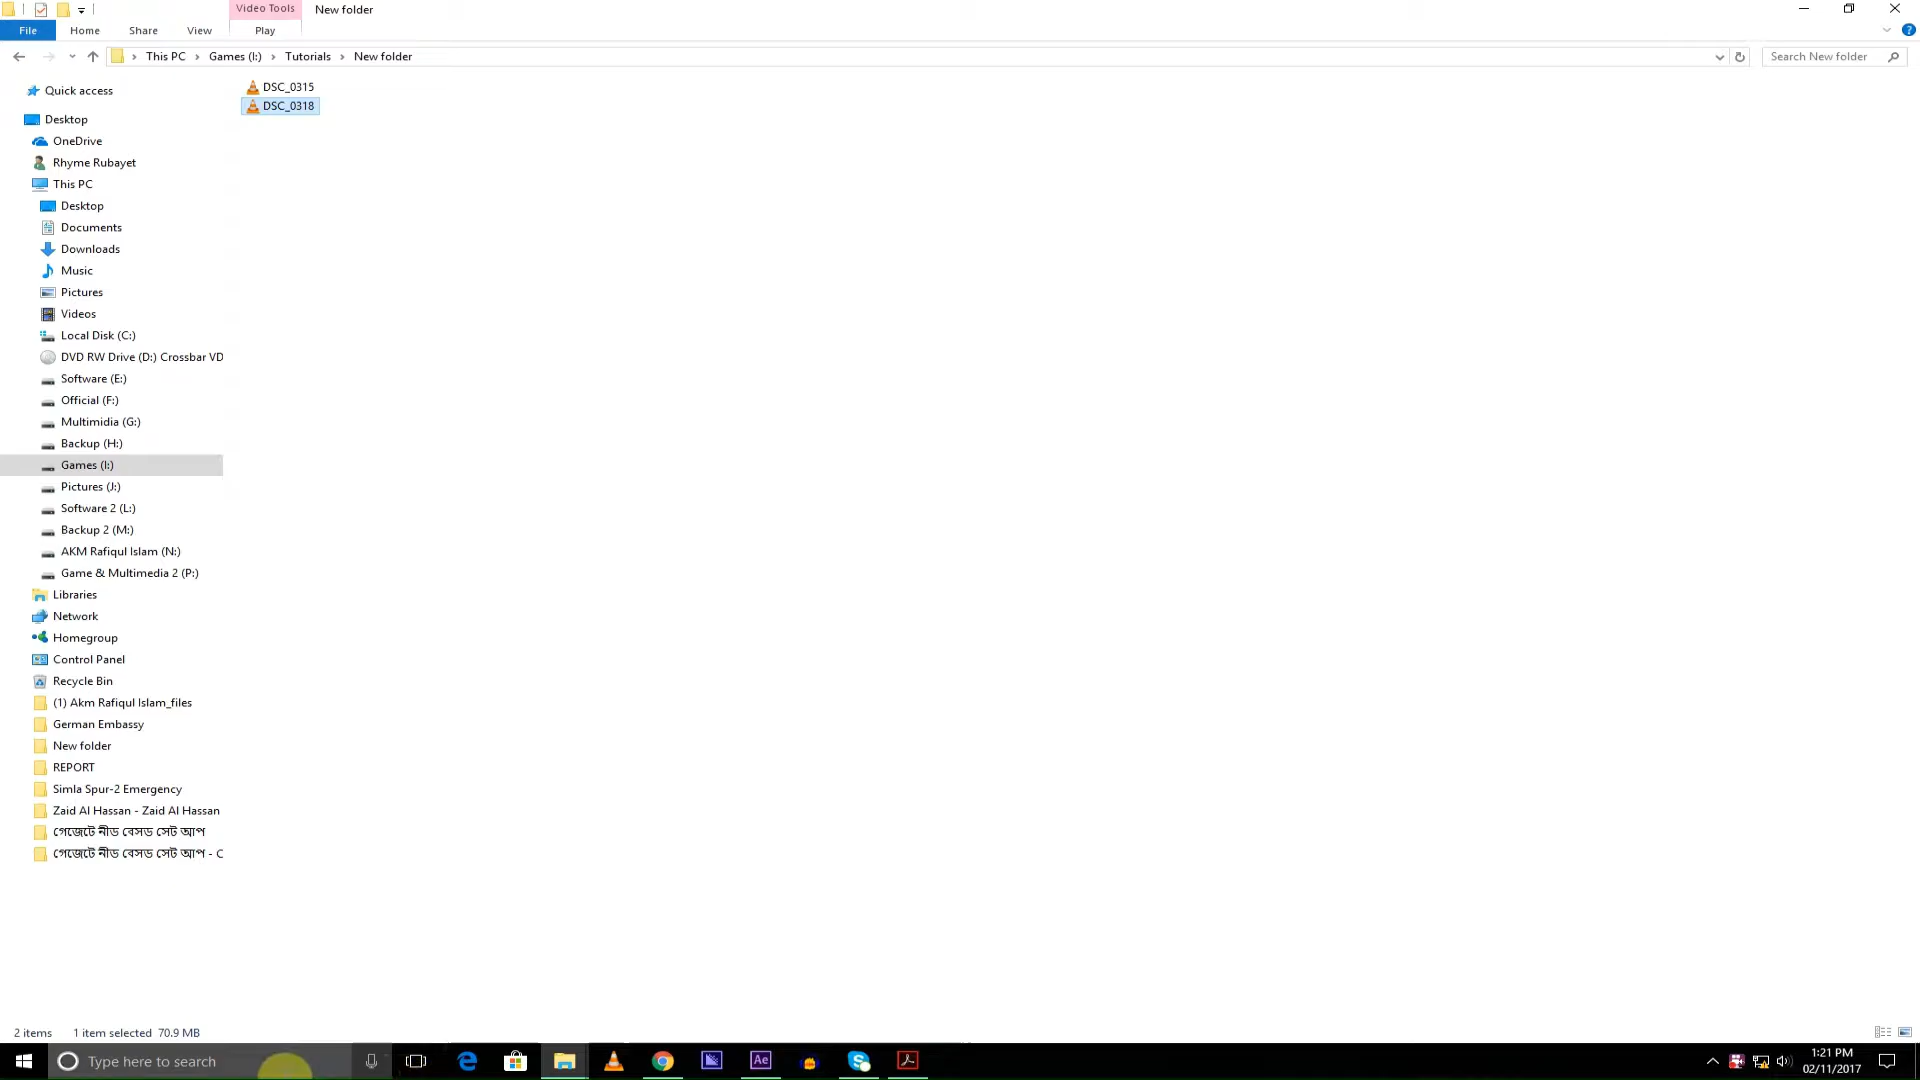 Video Tools New folder
File Home Share View Play
This PC Games (I:) Tutorials New folder Search New folder
Quick access
Desktop
OneDrive
Rhyme Rubayet
This PC
Desktop
Documents
Downloads
Music
Pictures
Videos
Local Disk (C:)
DVD RW Drive (D:) Crossbar VD
Software (E:)
Official (F:)
Multimidia (G:)
Backup (H:)
Games (I:)
Pictures (J:)
Software 2 (L:)
Backup 2 (M:)
AKM Rafiqul Islam (N:)
Game & Multimedia 2 (P:)
Libraries
Network
Homegroup
Control Panel
Recycle Bin
(1) Akm Rafiqul Islam_files
German Embassy
New folder
REPORT
Simla Spur-2 Emergency
Zaid Al Hassan - Zaid Al Hassan
গেজেটে নীড বেসড সেট আপ
গেজেটে নীড বেসড সেট আপ - C
DSC_0315
DSC_0318
2 items 1 item selected 70.9 MB
Type here to search Ae 1:21 PM
02/11/2017